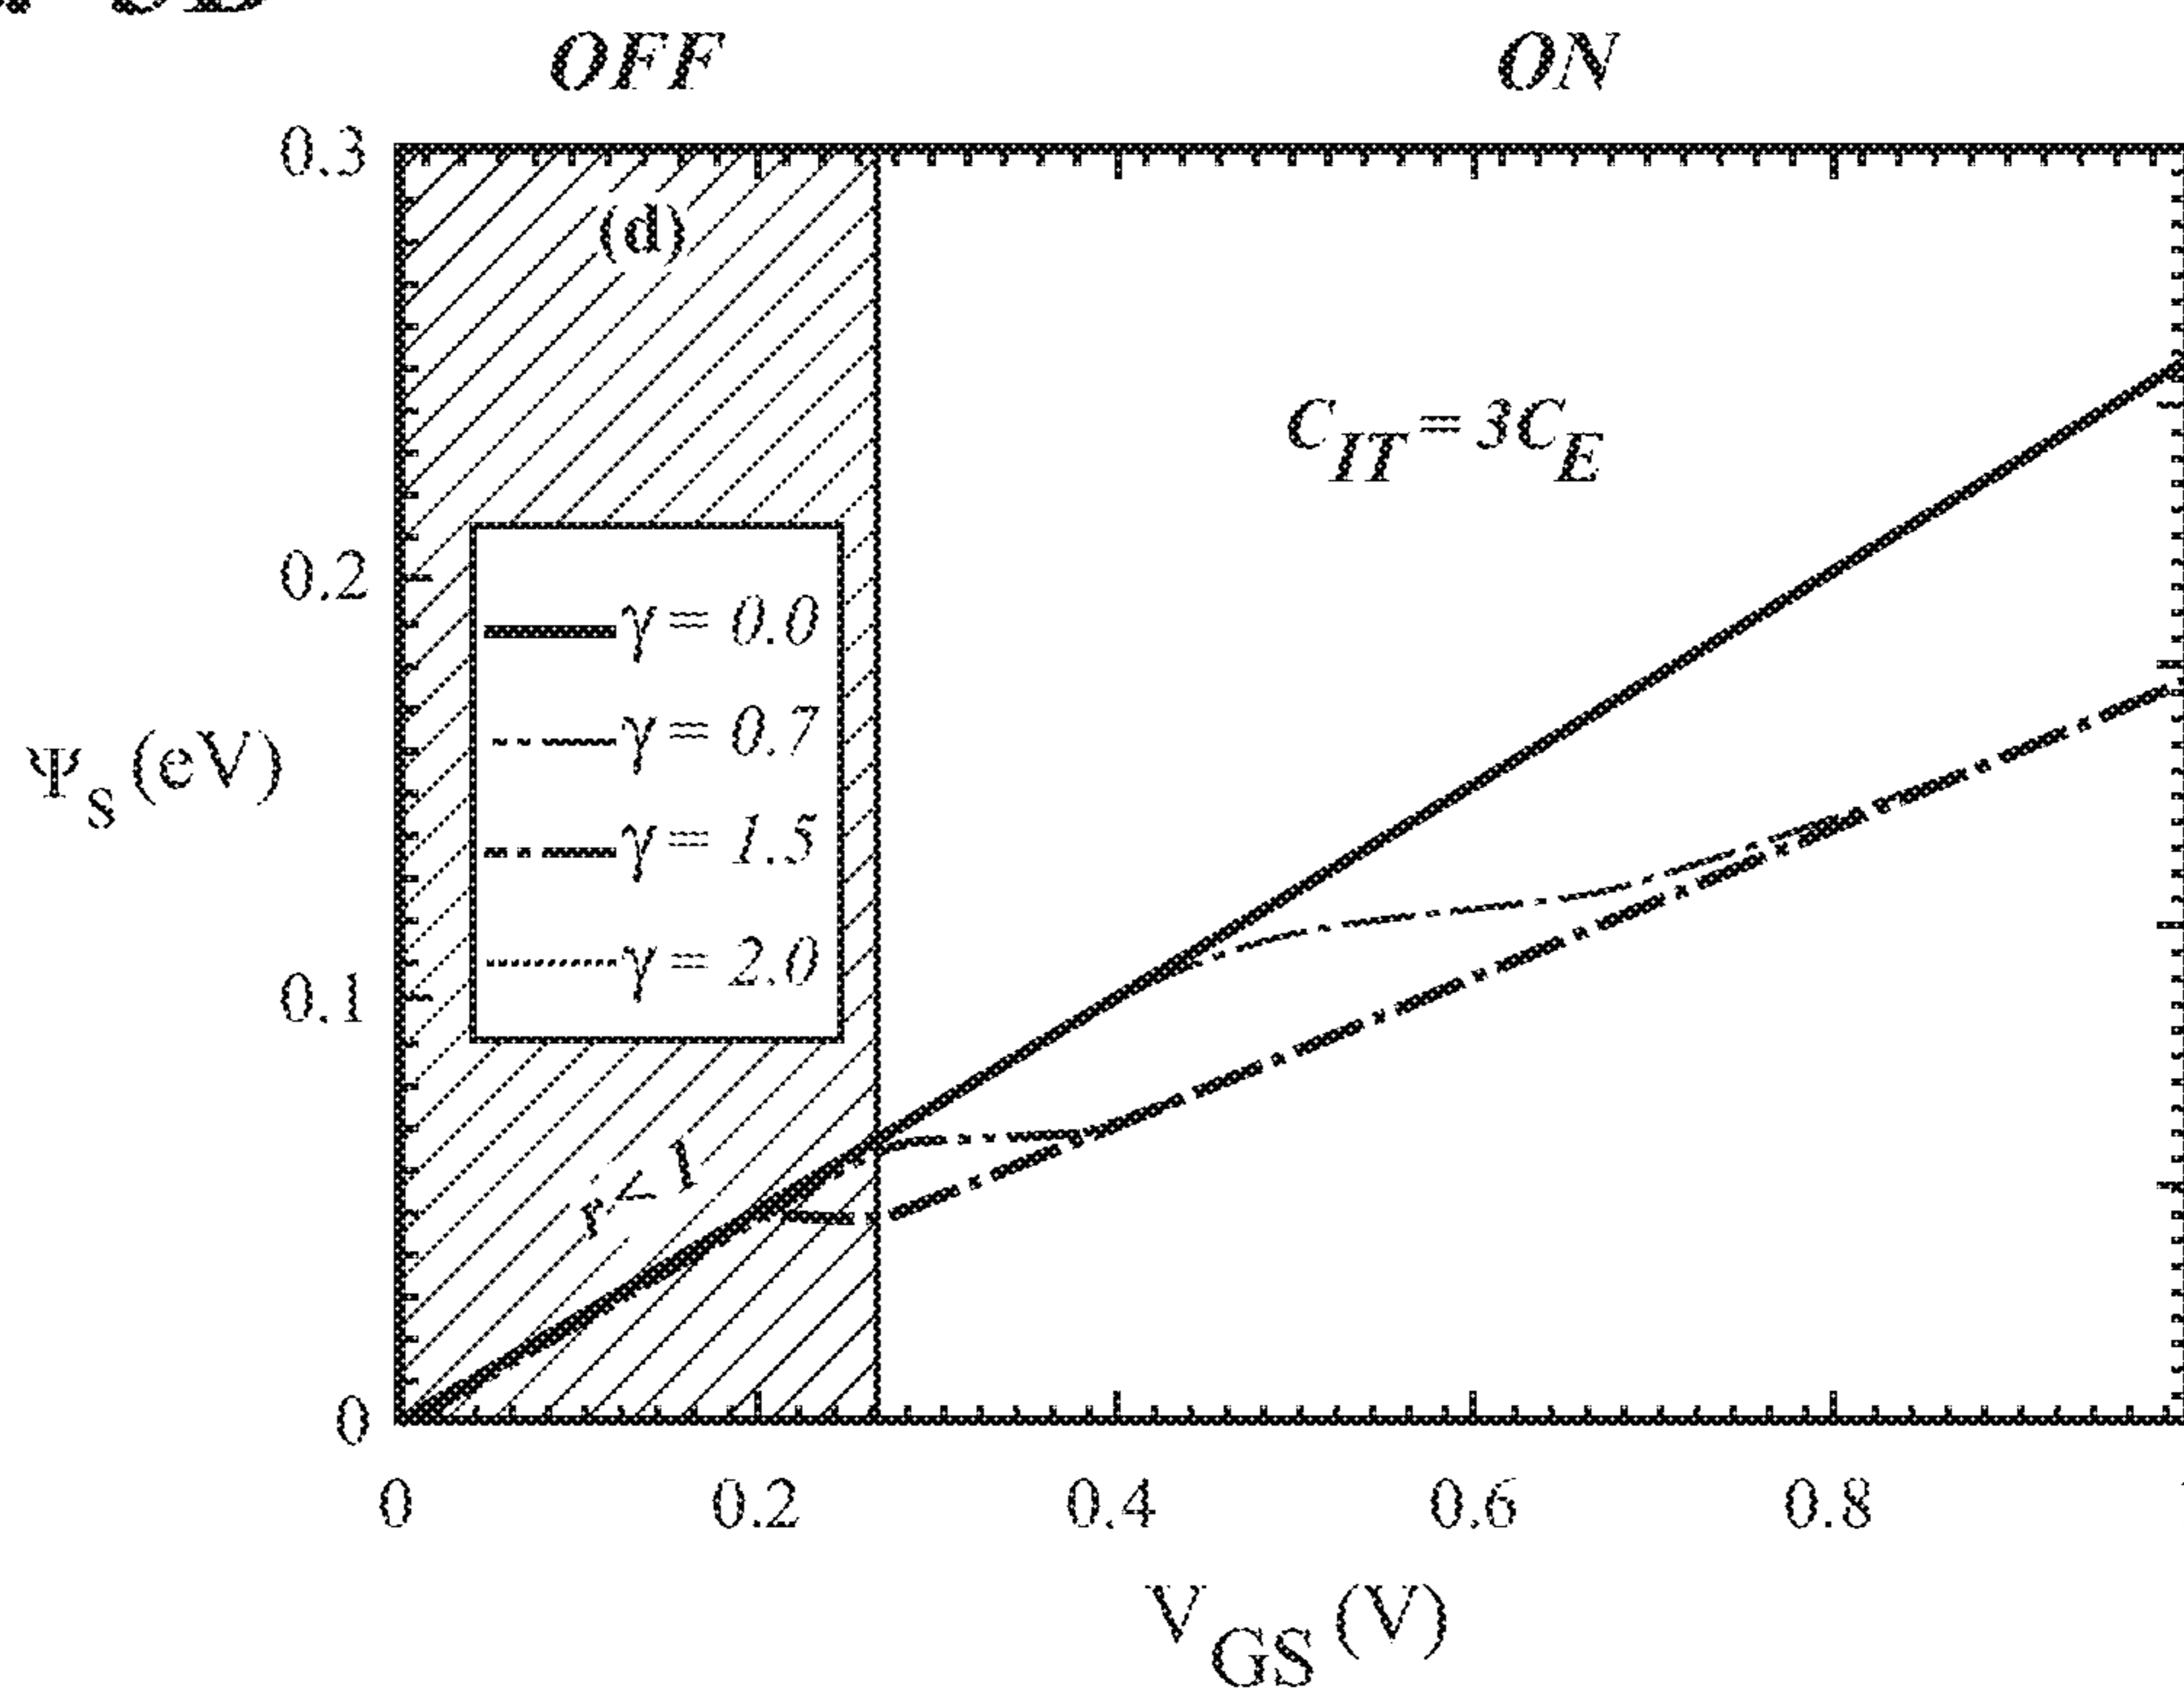 OFF ON
0.3
(d)
C_IT = 3C_E
0.2
γ = 0.0
γ = 0.7
Ψ_s (eV)
γ = 1.5
γ = 2.0
0.1
< 1
0
0 0.2 0.4 0.6 0.8
V_GS (V)